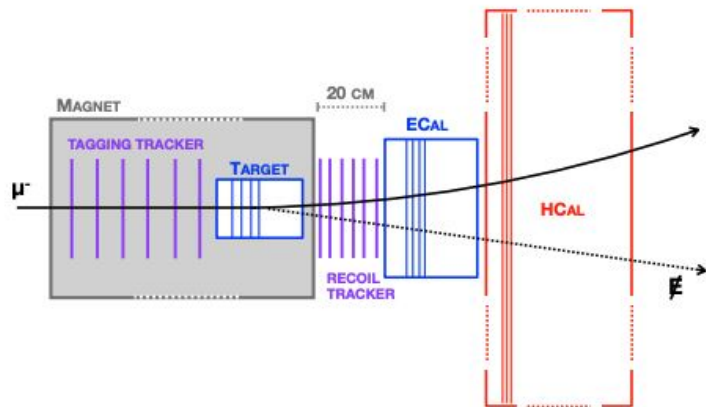 20 CM
MAGNET
ECAL
TAGGING TRACKER
TARGET
μ-
HCAL
RECOIL
TRACKER
E̸